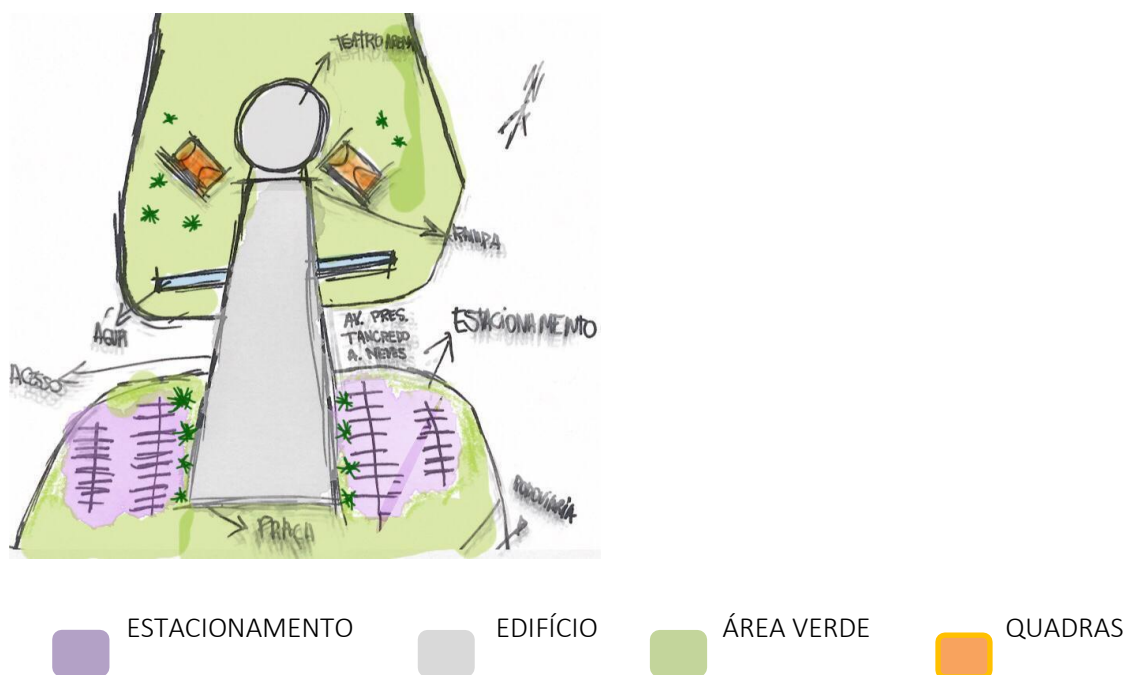 TEATRO ARENA
N
RAMPA
ÁGUA
AV. PRES.
TANCREDO
A. NEVES
ESTACIONAMENTO
ACESSO
RODOVIÁRIA
PRAÇA
ESTACIONAMENTO
EDIFÍCIO
ÁREA VERDE
QUADRAS